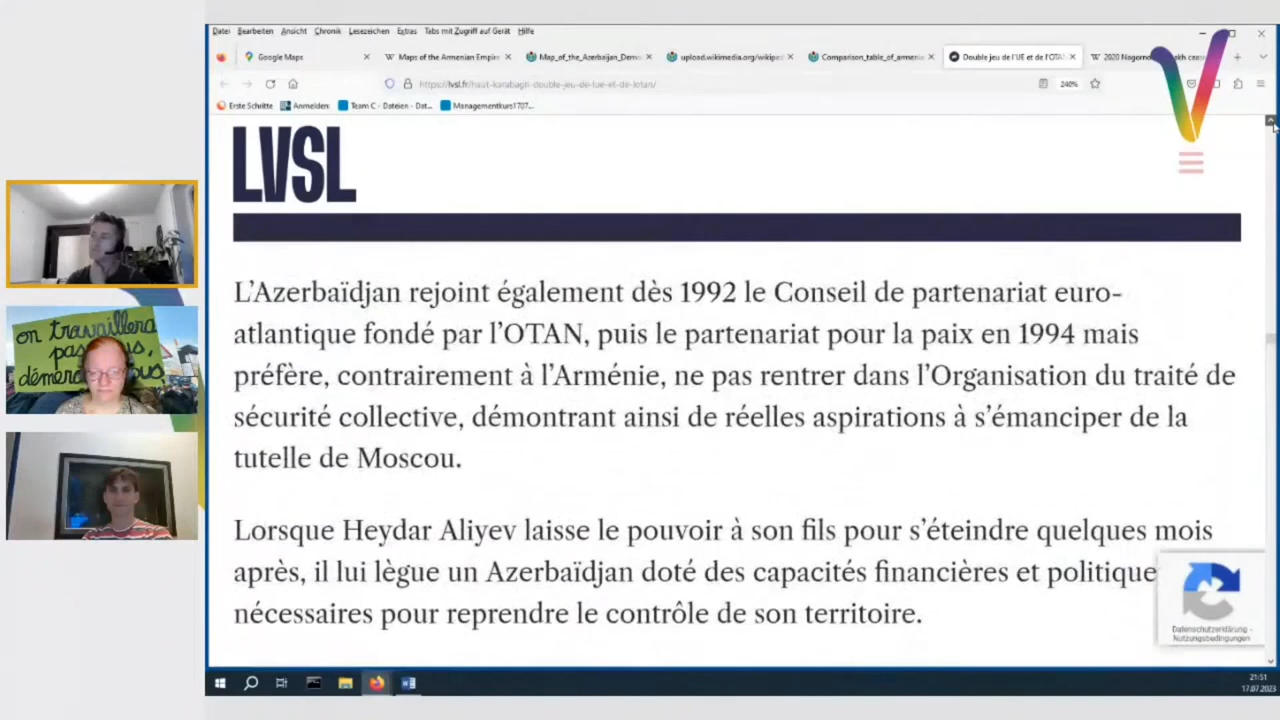 Datei Bearbeiten Ansicht Chronik Lesezeichen Extras Tabs mit Zugriff auf Gerät Hilfe
Google Maps
Maps of the Armenian Empire
Map_of_the_Azerbaijan_Demo
upload.wikimedia.org/wikipe
Comparison_table_of_armenia
Double jeu de l'UE et de l'OTAN
2020 Nagorno
https://lvsl.fr/haut-karabagh-double-jeu-de-lue-et-de-lotan/
240%
Erste Schritte Anmelden: Team C - Dateien - Dat... Managementkurs1707...
LVSL
L'Azerbaïdjan rejoint également dès 1992 le Conseil de partenariat euro-
atlantique fondé par l'OTAN, puis le partenariat pour la paix en 1994 mais
préfère, contrairement à l'Arménie, ne pas rentrer dans l'Organisation du traité de
sécurité collective, démontrant ainsi de réelles aspirations à s'émanciper de la
tutelle de Moscou.
Lorsque Heydar Aliyev laisse le pouvoir à son fils pour s'éteindre quelques mois
après, il lui lègue un Azerbaïdjan doté des capacités financières et politique
nécessaires pour reprendre le contrôle de son territoire.
Datenschutzerklärung -
Nutzungsbedingungen
21:51
17.07.2023
on travaillera